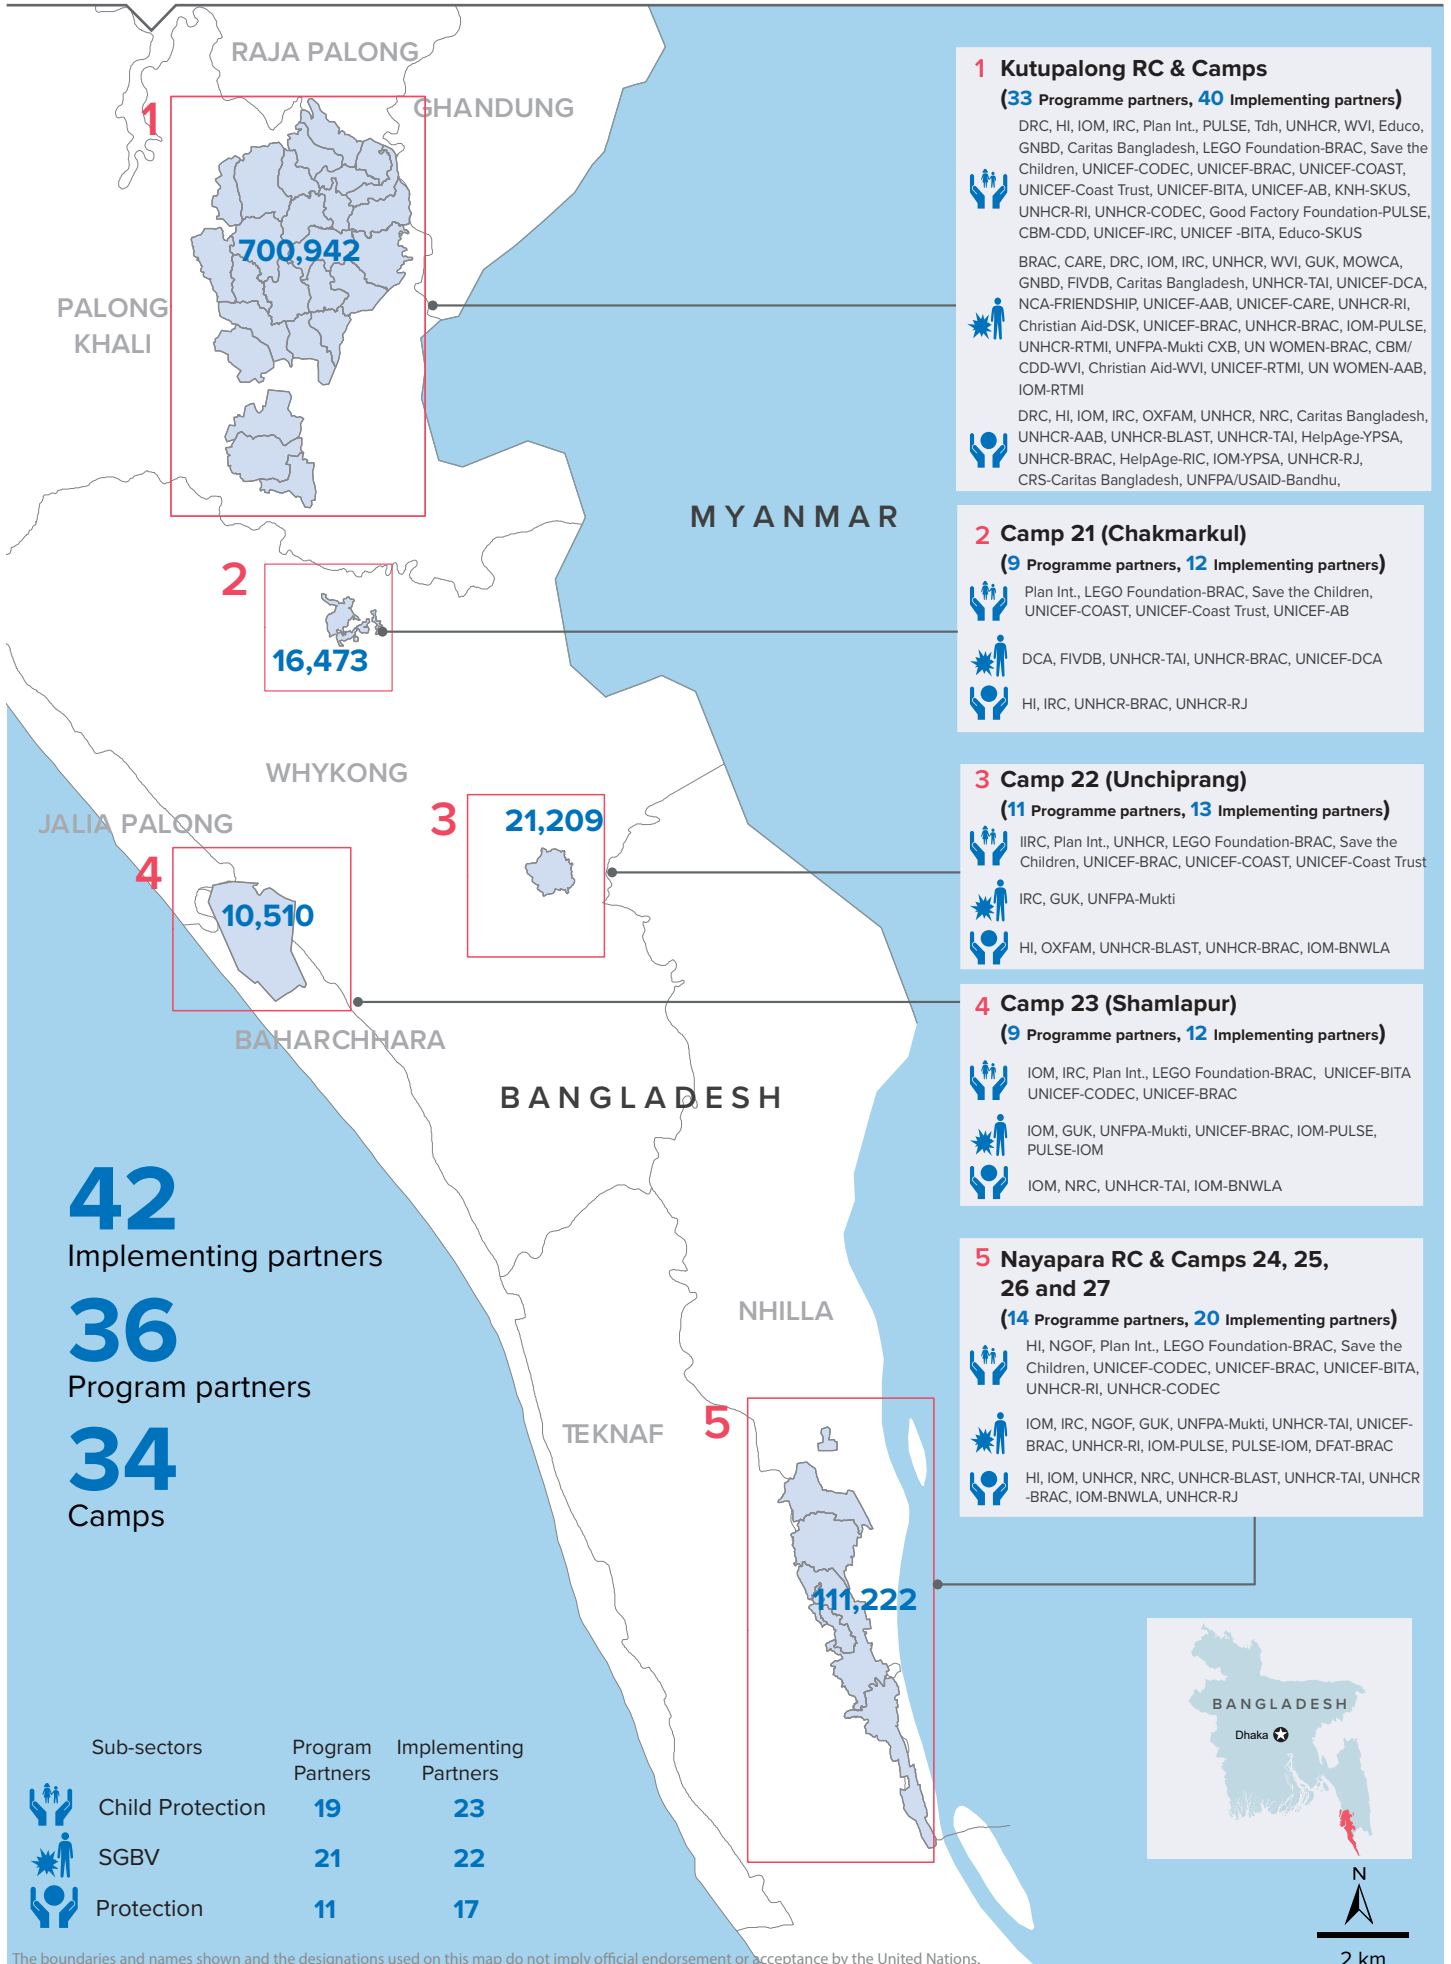 RAJA PALONG
GHANDUNG
1
700,942
PALONG
KHALI
MYANMAR
2
16,473
WHYKONG
JALIA PALONG
3
21,209
4
10,510
BAHARCHHARA
BANGLADESH
NHILLA
TEKNAF
5
111,222
1 Kutupalong RC & Camps
(33 Programme partners, 40 Implementing partners)
DRC, HI, IOM, IRC, Plan Int., PULSE, Tdh, UNHCR, WVI, Educo,
GNBD, Caritas Bangladesh, LEGO Foundation-BRAC, Save the
Children, UNICEF-CODEC, UNICEF-BRAC, UNICEF-COAST,
UNICEF-Coast Trust, UNICEF-BITA, UNICEF-AB, KNH-SKUS,
UNHCR-RI, UNHCR-CODEC, Good Factory Foundation-PULSE,
CBM-CDD, UNICEF-IRC, UNICEF -BITA, Educo-SKUS
BRAC, CARE, DRC, IOM, IRC, UNHCR, WVI, GUK, MOWCA,
GNBD, FIVDB, Caritas Bangladesh, UNHCR-TAI, UNICEF-DCA,
NCA-FRIENDSHIP, UNICEF-AAB, UNICEF-CARE, UNHCR-RI,
Christian Aid-DSK, UNICEF-BRAC, UNHCR-BRAC, IOM-PULSE,
UNHCR-RTMI, UNFPA-Mukti CXB, UN WOMEN-BRAC, CBM/
CDD-WVI, Christian Aid-WVI, UNICEF-RTMI, UN WOMEN-AAB,
IOM-RTMI
DRC, HI, IOM, IRC, OXFAM, UNHCR, NRC, Caritas Bangladesh,
UNHCR-AAB, UNHCR-BLAST, UNHCR-TAI, HelpAge-YPSA,
UNHCR-BRAC, HelpAge-RIC, IOM-YPSA, UNHCR-RJ,
CRS-Caritas Bangladesh, UNFPA/USAID-Bandhu,
2 Camp 21 (Chakmarkul)
(9 Programme partners, 12 Implementing partners)
Plan Int., LEGO Foundation-BRAC, Save the Children,
UNICEF-COAST, UNICEF-Coast Trust, UNICEF-AB
DCA, FIVDB, UNHCR-TAI, UNHCR-BRAC, UNICEF-DCA
HI, IRC, UNHCR-BRAC, UNHCR-RJ
3 Camp 22 (Unchiprang)
(11 Programme partners, 13 Implementing partners)
IIRC, Plan Int., UNHCR, LEGO Foundation-BRAC, Save the
Children, UNICEF-BRAC, UNICEF-COAST, UNICEF-Coast Trust
IRC, GUK, UNFPA-Mukti
HI, OXFAM, UNHCR-BLAST, UNHCR-BRAC, IOM-BNWLA
4 Camp 23 (Shamlapur)
(9 Programme partners, 12 Implementing partners)
IOM, IRC, Plan Int., LEGO Foundation-BRAC, UNICEF-BITA
UNICEF-CODEC, UNICEF-BRAC
IOM, GUK, UNFPA-Mukti, UNICEF-BRAC, IOM-PULSE,
PULSE-IOM
IOM, NRC, UNHCR-TAI, IOM-BNWLA
5 Nayapara RC & Camps 24, 25,
26 and 27
(14 Programme partners, 20 Implementing partners)
HI, NGOF, Plan Int., LEGO Foundation-BRAC, Save the
Children, UNICEF-CODEC, UNICEF-BRAC, UNICEF-BITA,
UNHCR-RI, UNHCR-CODEC
IOM, IRC, NGOF, GUK, UNFPA-Mukti, UNHCR-TAI, UNICEF-
BRAC, UNHCR-RI, IOM-PULSE, PULSE-IOM, DFAT-BRAC
HI, IOM, UNHCR, NRC, UNHCR-BLAST, UNHCR-TAI, UNHCR
-BRAC, IOM-BNWLA, UNHCR-RJ
42
Implementing partners
36
Program partners
34
Camps
Sub-sectors Program Implementing
Partners Partners
Child Protection 19 23
SGBV 21 22
Protection 11 17
BANGLADESH
Dhaka
N
2 km
The boundaries and names shown and the designations used on this map do not imply official endorsement or acceptance by the United Nations.